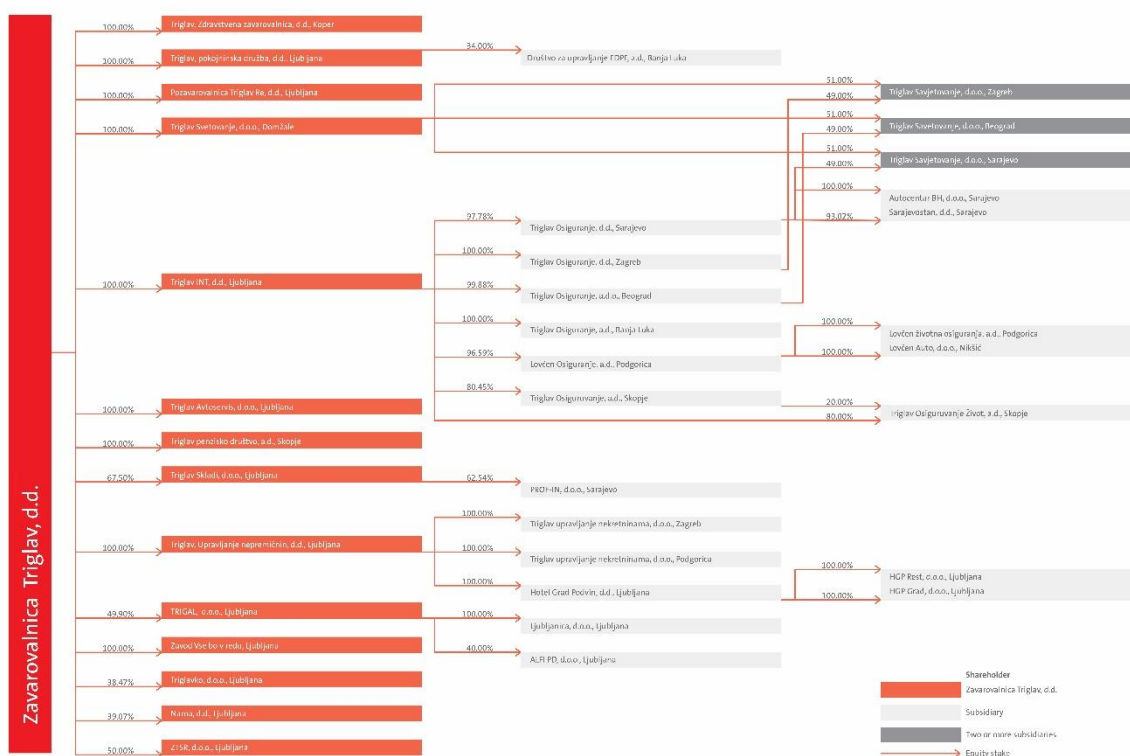 Zavarovalnica Triglav, d.d.
100.00%
Triglav, Zdravstvena zavarovalnica, d.d., Koper
100.00%
Triglav, pokojninska družba, d.d., Ljubljana
34.00%
Društvo za upravljanje EDPF, a.d., Banja Luka
100.00%
Pozavarovalnica Triglav Re, d.d., Ljubljana
51.00%
49.00%
Triglav Savjetovanje, d.o.o., Zagreb
100.00%
Triglav Svetovanje, d.o.o., Domžale
51.00%
49.00%
Triglav Savetovanje, d.o.o., Beograd
51.00%
49.00%
Triglav Savjetovanje, d.o.o., Sarajevo
100.00%
Autocentar BH, d.o.o., Sarajevo
93.02%
Sarajevostan, d.d., Sarajevo
100.00%
Triglav INT, d.d., Ljubljana
97.78%
Triglav Osiguranje, d.d., Sarajevo
100.00%
Triglav Osiguranje, d.d., Zagreb
99.88%
Triglav Osiguranje, a.d.o., Beograd
100.00%
Triglav Osiguranje, a.d., Banja Luka
96.59%
Lovćen Osiguranje, a.d., Podgorica
100.00%
Lovćen životna osiguranja, a.d., Podgorica
100.00%
Lovćen Auto, d.o.o., Nikšić
80.45%
Triglav Osiguruvanje, a.d., Skopje
20.00%
80.00%
Triglav Osiguruvanje Život, a.d., Skopje
100.00%
Triglav Avtoservis, d.o.o., Ljubljana
100.00%
Triglav penzisko društvo, a.d., Skopje
67.50%
Triglav Skladi, d.o.o., Ljubljana
62.54%
PROF-IN, d.o.o., Sarajevo
100.00%
Triglav, Upravljanje nepremičnin, d.d., Ljubljana
100.00%
Triglav upravljanje nekretninama, d.o.o., Zagreb
100.00%
Triglav upravljanje nekretninama, d.o.o., Podgorica
100.00%
Hotel Grad Podvin, d.d., Ljubljana
100.00%
HGP Rest, d.o.o., Ljubljana
100.00%
HGP Grad, d.o.o., Ljubljana
49.90%
TRIGAL, d.o.o., Ljubljana
100.00%
Ljubljanica, d.o.o., Ljubljana
40.00%
ALFI PD, d.o.o., Ljubljana
100.00%
Zavod Vse bo v redu, Ljubljana
38.47%
Triglavko, d.o.o., Ljubljana
39.07%
Nama, d.d., Ljubljana
50.00%
ZTSR, d.o.o., Ljubljana
Shareholder
Zavarovalnica Triglav, d.d.
Subsidiary
Two or more subsidiaries
Equity stake